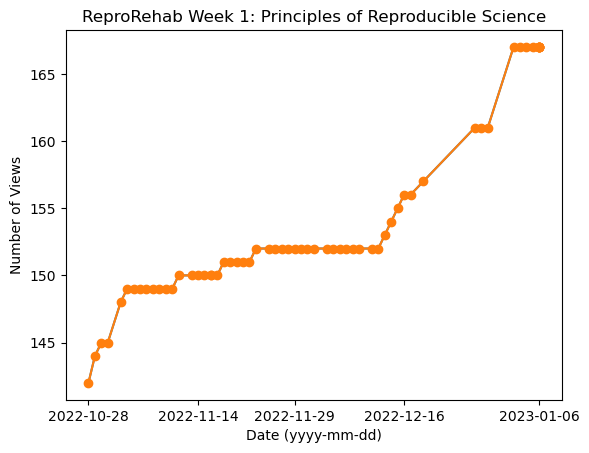 ReproRehab Week 1: Principles of Reproducible Science
Number of Views
165
160
155
150
145
2022-10-28 2022-11-14 2022-11-29 2022-12-16 2023-01-06
Date (yyyy-mm-dd)